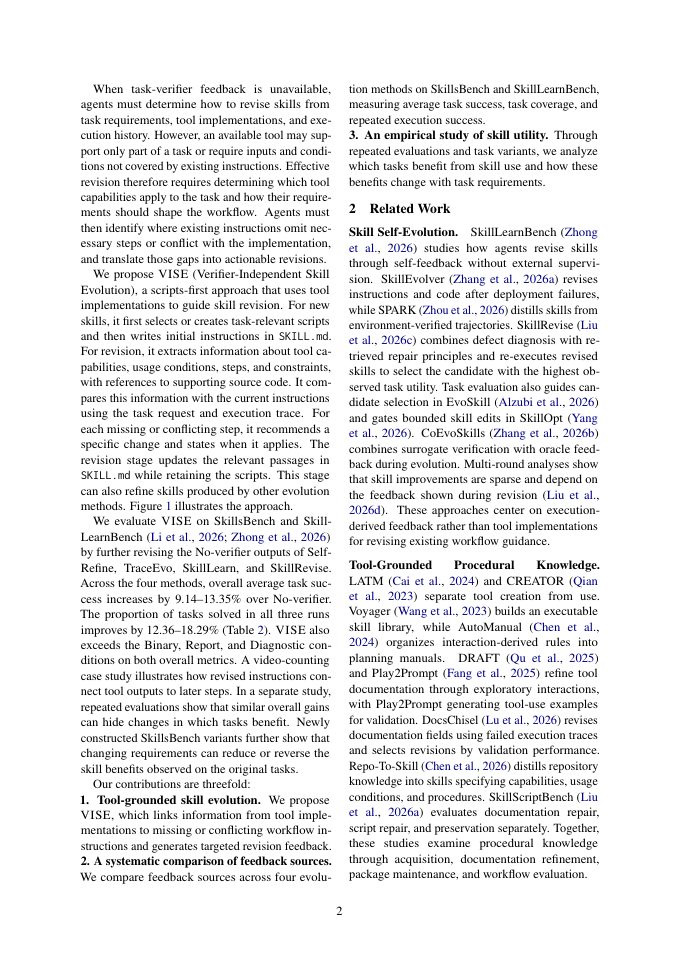 When task-verifier feedback is unavailable,
agents must determine how to revise skills from
task requirements, tool implementations, and exe-
cution history. However, an available tool may sup-
port only part of a task or require inputs and condi-
tions not covered by existing instructions. Effective
revision therefore requires determining which tool
capabilities apply to the task and how their require-
ments should shape the workflow. Agents must
then identify where existing instructions omit nec-
essary steps or conflict with the implementation,
and translate those gaps into actionable revisions.
We propose VISE (Verifier-Independent Skill
Evolution), a scripts-first approach that uses tool
implementations to guide skill revision. For new
skills, it first selects or creates task-relevant scripts
and then writes initial instructions in SKILL.md.
For revision, it extracts information about tool ca-
pabilities, usage conditions, steps, and constraints,
with references to supporting source code. It com-
pares this information with the current instructions
using the task request and execution trace. For
each missing or conflicting step, it recommends a
specific change and states when it applies. The
revision stage updates the relevant passages in
SKILL.md while retaining the scripts. This stage
can also refine skills produced by other evolution
methods. Figure 1 illustrates the approach.
We evaluate VISE on SkillsBench and Skill-
LearnBench (Li et al., 2026; Zhong et al., 2026)
by further revising the No-verifier outputs of Self-
Refine, TraceEvo, SkillLearn, and SkillRevise.
Across the four methods, overall average task suc-
cess increases by 9.14–13.35% over No-verifier.
The proportion of tasks solved in all three runs
improves by 12.36–18.29% (Table 2). VISE also
exceeds the Binary, Report, and Diagnostic con-
ditions on both overall metrics. A video-counting
case study illustrates how revised instructions con-
nect tool outputs to later steps. In a separate study,
repeated evaluations show that similar overall gains
can hide changes in which tasks benefit. Newly
constructed SkillsBench variants further show that
changing requirements can reduce or reverse the
skill benefits observed on the original tasks.
Our contributions are threefold:
1. Tool-grounded skill evolution. We propose
VISE, which links information from tool imple-
mentations to missing or conflicting workflow in-
structions and generates targeted revision feedback.
2. A systematic comparison of feedback sources.
We compare feedback sources across four evolu-
tion methods on SkillsBench and SkillLearnBench,
measuring average task success, task coverage, and
repeated execution success.
3. An empirical study of skill utility. Through
repeated evaluations and task variants, we analyze
which tasks benefit from skill use and how these
benefits change with task requirements.
2 Related Work
Skill Self-Evolution. SkillLearnBench (Zhong
et al., 2026) studies how agents revise skills
through self-feedback without external supervi-
sion. SkillEvolver (Zhang et al., 2026a) revises
instructions and code after deployment failures,
while SPARK (Zhou et al., 2026) distills skills from
environment-verified trajectories. SkillRevise (Liu
et al., 2026c) combines defect diagnosis with re-
trieved repair principles and re-executes revised
skills to select the candidate with the highest ob-
served task utility. Task evaluation also guides can-
didate selection in EvoSkill (Alzubi et al., 2026)
and gates bounded skill edits in SkillOpt (Yang
et al., 2026). CoEvoSkills (Zhang et al., 2026b)
combines surrogate verification with oracle feed-
back during evolution. Multi-round analyses show
that skill improvements are sparse and depend on
the feedback shown during revision (Liu et al.,
2026d). These approaches center on execution-
derived feedback rather than tool implementations
for revising existing workflow guidance.
Tool-Grounded Procedural Knowledge.
LATM (Cai et al., 2024) and CREATOR (Qian
et al., 2023) separate tool creation from use.
Voyager (Wang et al., 2023) builds an executable
skill library, while AutoManual (Chen et al.,
2024) organizes interaction-derived rules into
planning manuals. DRAFT (Qu et al., 2025)
and Play2Prompt (Fang et al., 2025) refine tool
documentation through exploratory interactions,
with Play2Prompt generating tool-use examples
for validation. DocsChisel (Lu et al., 2026) revises
documentation fields using failed execution traces
and selects revisions by validation performance.
Repo-To-Skill (Chen et al., 2026) distills repository
knowledge into skills specifying capabilities, usage
conditions, and procedures. SkillScriptBench (Liu
et al., 2026a) evaluates documentation repair,
script repair, and preservation separately. Together,
these studies examine procedural knowledge
through acquisition, documentation refinement,
package maintenance, and workflow evaluation.
2